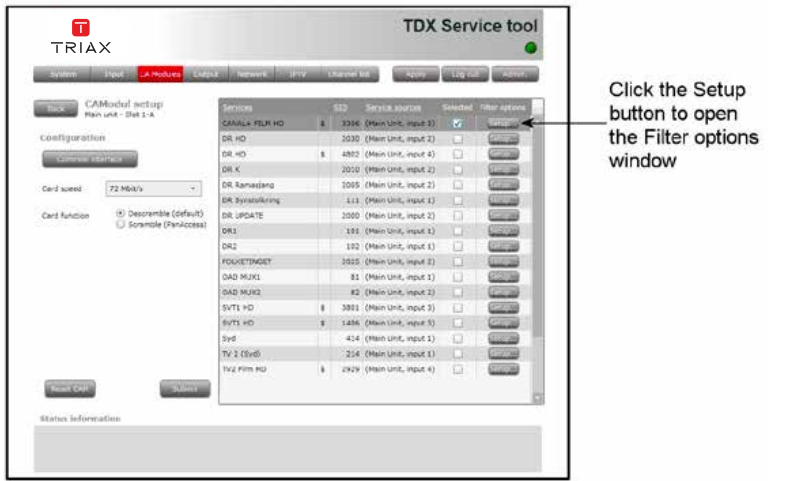 TDX Service tool
TRIAX
System Input CA Modules Output Network IPTV Channel list Apply Log out Admin.
Back CAModul setup
Main unit - Slot 1-A
Configuration
Common interface
Card speed 72 Mbit/s
Card function Descramble (default)
Scramble (PanAccess)
Services SID Service sources Selected Filter options
CANAL+ FILM HD $ 3306 (Main Unit, input 3) Setup...
DR HD 2030 (Main Unit, input 2) Setup...
DR HD $ 4802 (Main Unit, input 4) Setup...
DR K 2010 (Main Unit, input 2) Setup...
DR Ramasjang 2005 (Main Unit, input 2) Setup...
DR Synstolkning 111 (Main Unit, input 1) Setup...
DR UPDATE 2000 (Main Unit, input 2) Setup...
DR1 101 (Main Unit, input 1) Setup...
DR2 102 (Main Unit, input 1) Setup...
FOLKETINGET 2025 (Main Unit, input 2) Setup...
OAD MUX1 81 (Main Unit, input 1) Setup...
OAD MUX2 82 (Main Unit, input 2) Setup...
SVT1 HD $ 3801 (Main Unit, input 3) Setup...
SVT1 HD $ (Main Unit, input 5) Setup...
Syd 414 (Main Unit, input 1) Setup...
TV 2 (Syd) 214 (Main Unit, input 1) Setup...
TV2 Film HD $ 2929 (Main Unit, input 4) Setup...
Reset CAM Submit
Status information
Click the Setup
button to open
the Filter options
window